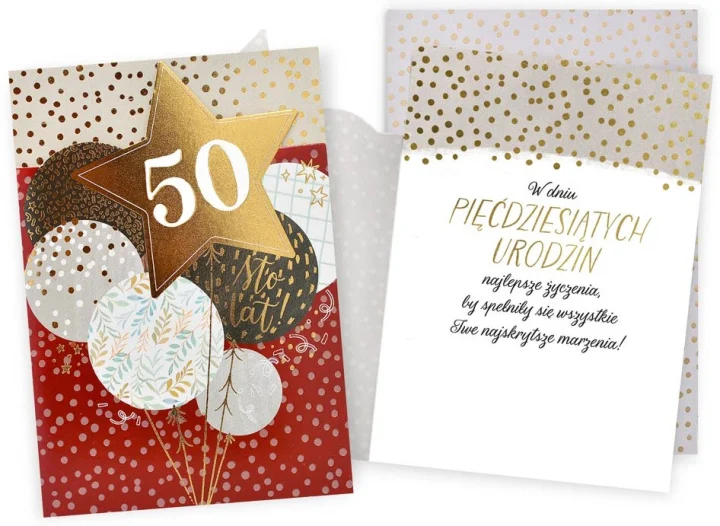 50
Sto
lat!
W dniu
PIĘĆDZIESIĄTYCH
URODZIN
najlepsze życzenia,
by spełniły się wszystkie
Twe najskrytsze marzenia!